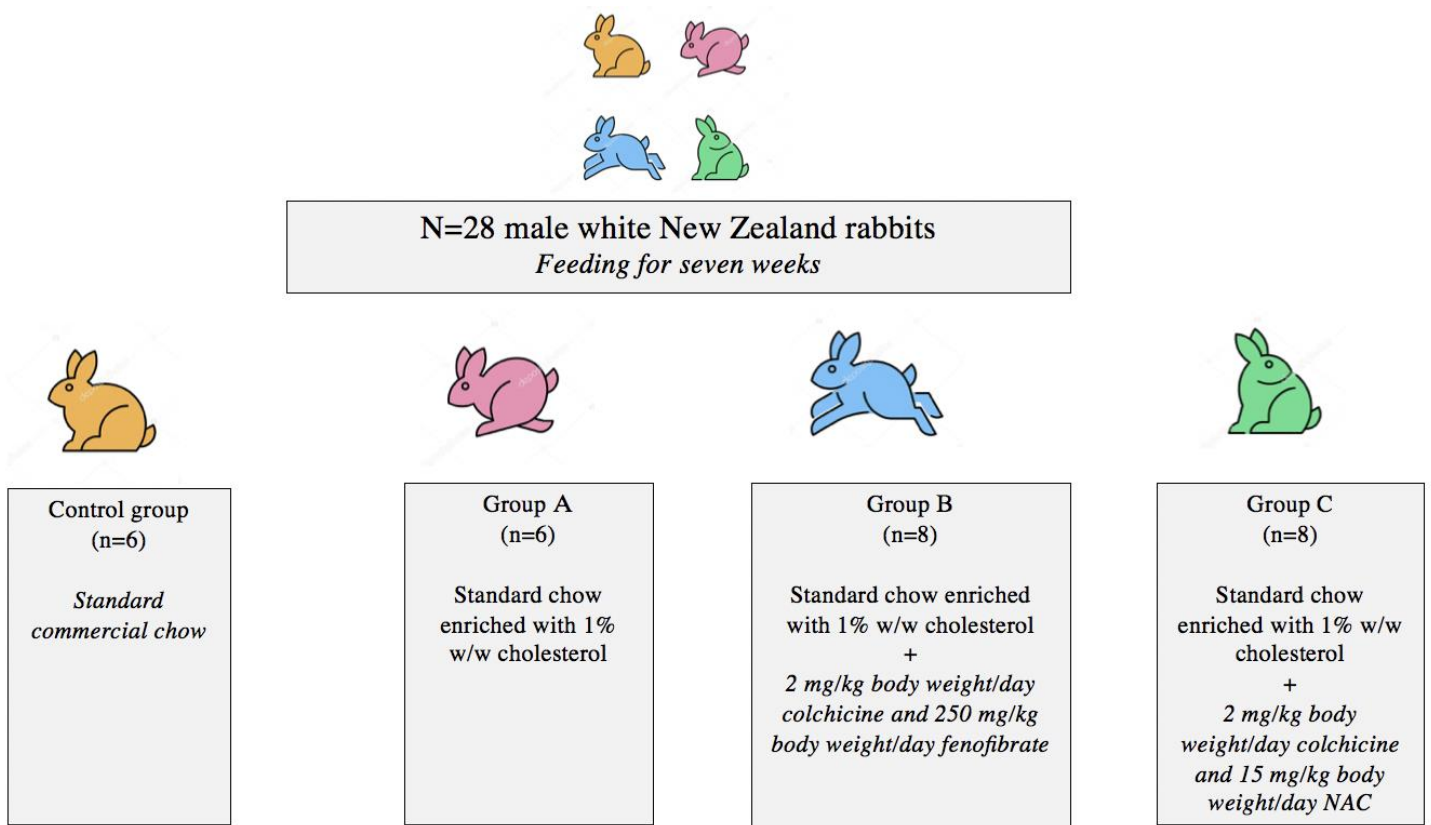 N=28 male white New Zealand rabbits
Feeding for seven weeks
Control group
(n=6)
Standard
commercial chow
Group A
(n=6)
Standard chow
enriched with 1%
w/w cholesterol
Group B
(n=8)
Standard chow enriched
with 1% w/w cholesterol
+
2 mg/kg body weight/day
colchicine and 250 mg/kg
body weight/day fenofibrate
Group C
(n=8)
Standard chow
enriched with 1% w/w
cholesterol
+
2 mg/kg body
weight/day colchicine
and 15 mg/kg body
weight/day NAC